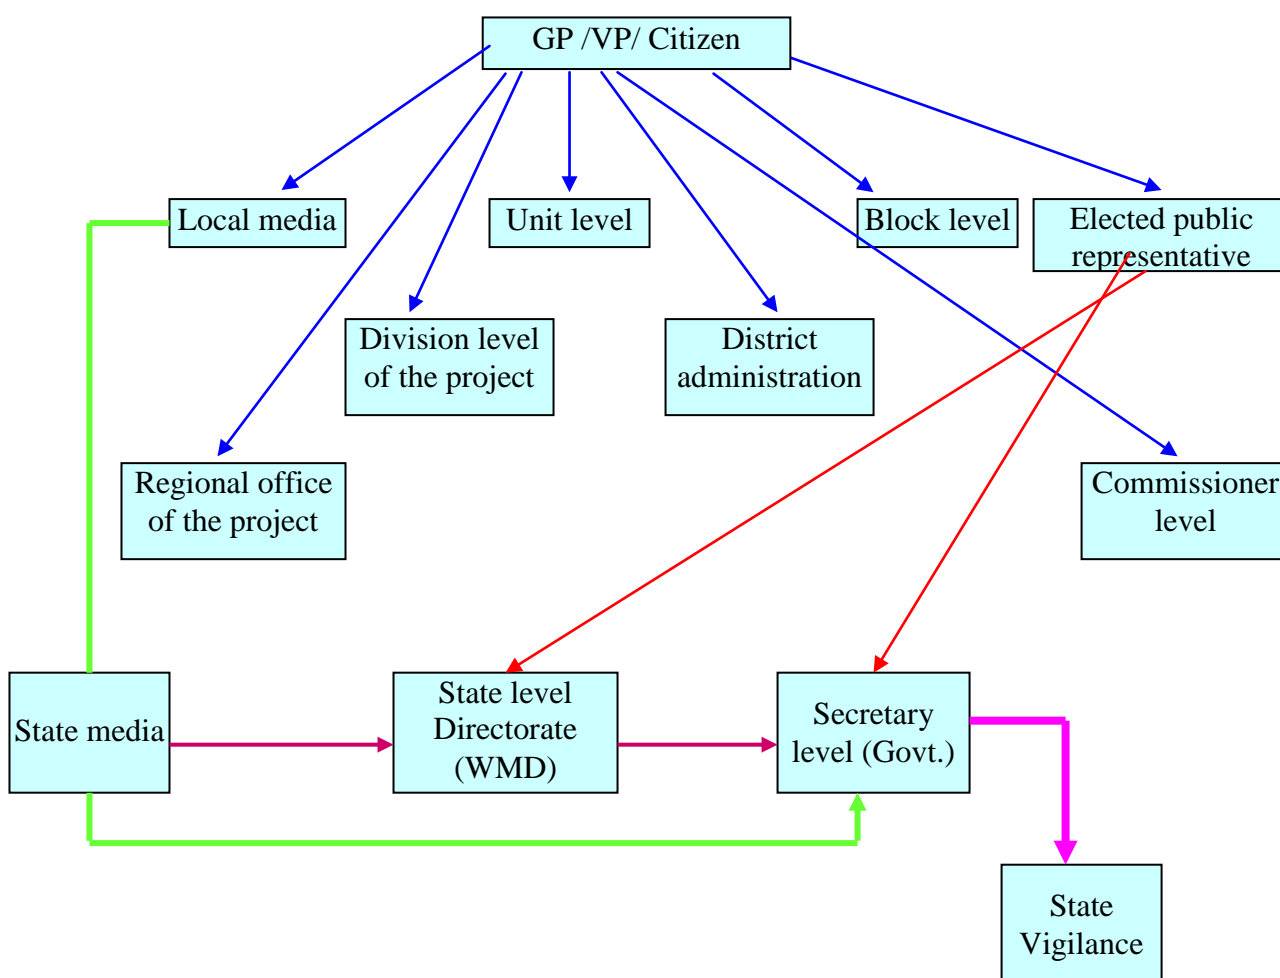 GP /VP/ Citizen
Local media
Unit level
Block level
Elected public
representative
Division level
of the project
District
administration
Regional office
of the project
Commissioner
level
State media
State level
Directorate
(WMD)
Secretary
level (Govt.)
State
Vigilance